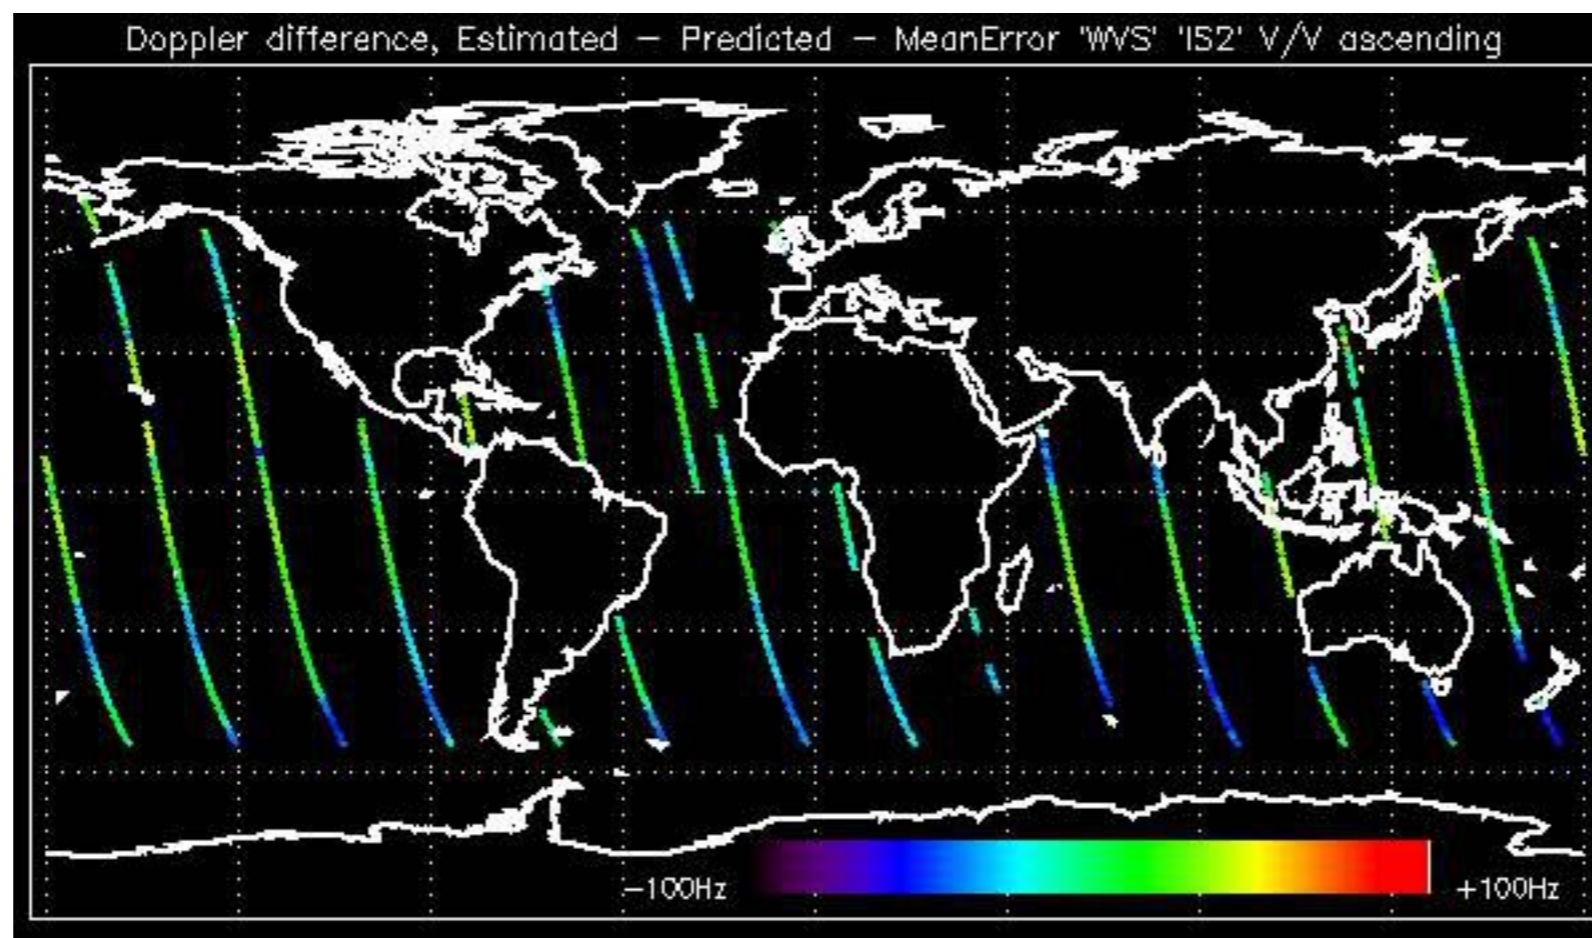 Doppler difference, Estimated – Predicted – MeanError 'WVS' 'IS2' V/V ascending
–100Hz +100Hz